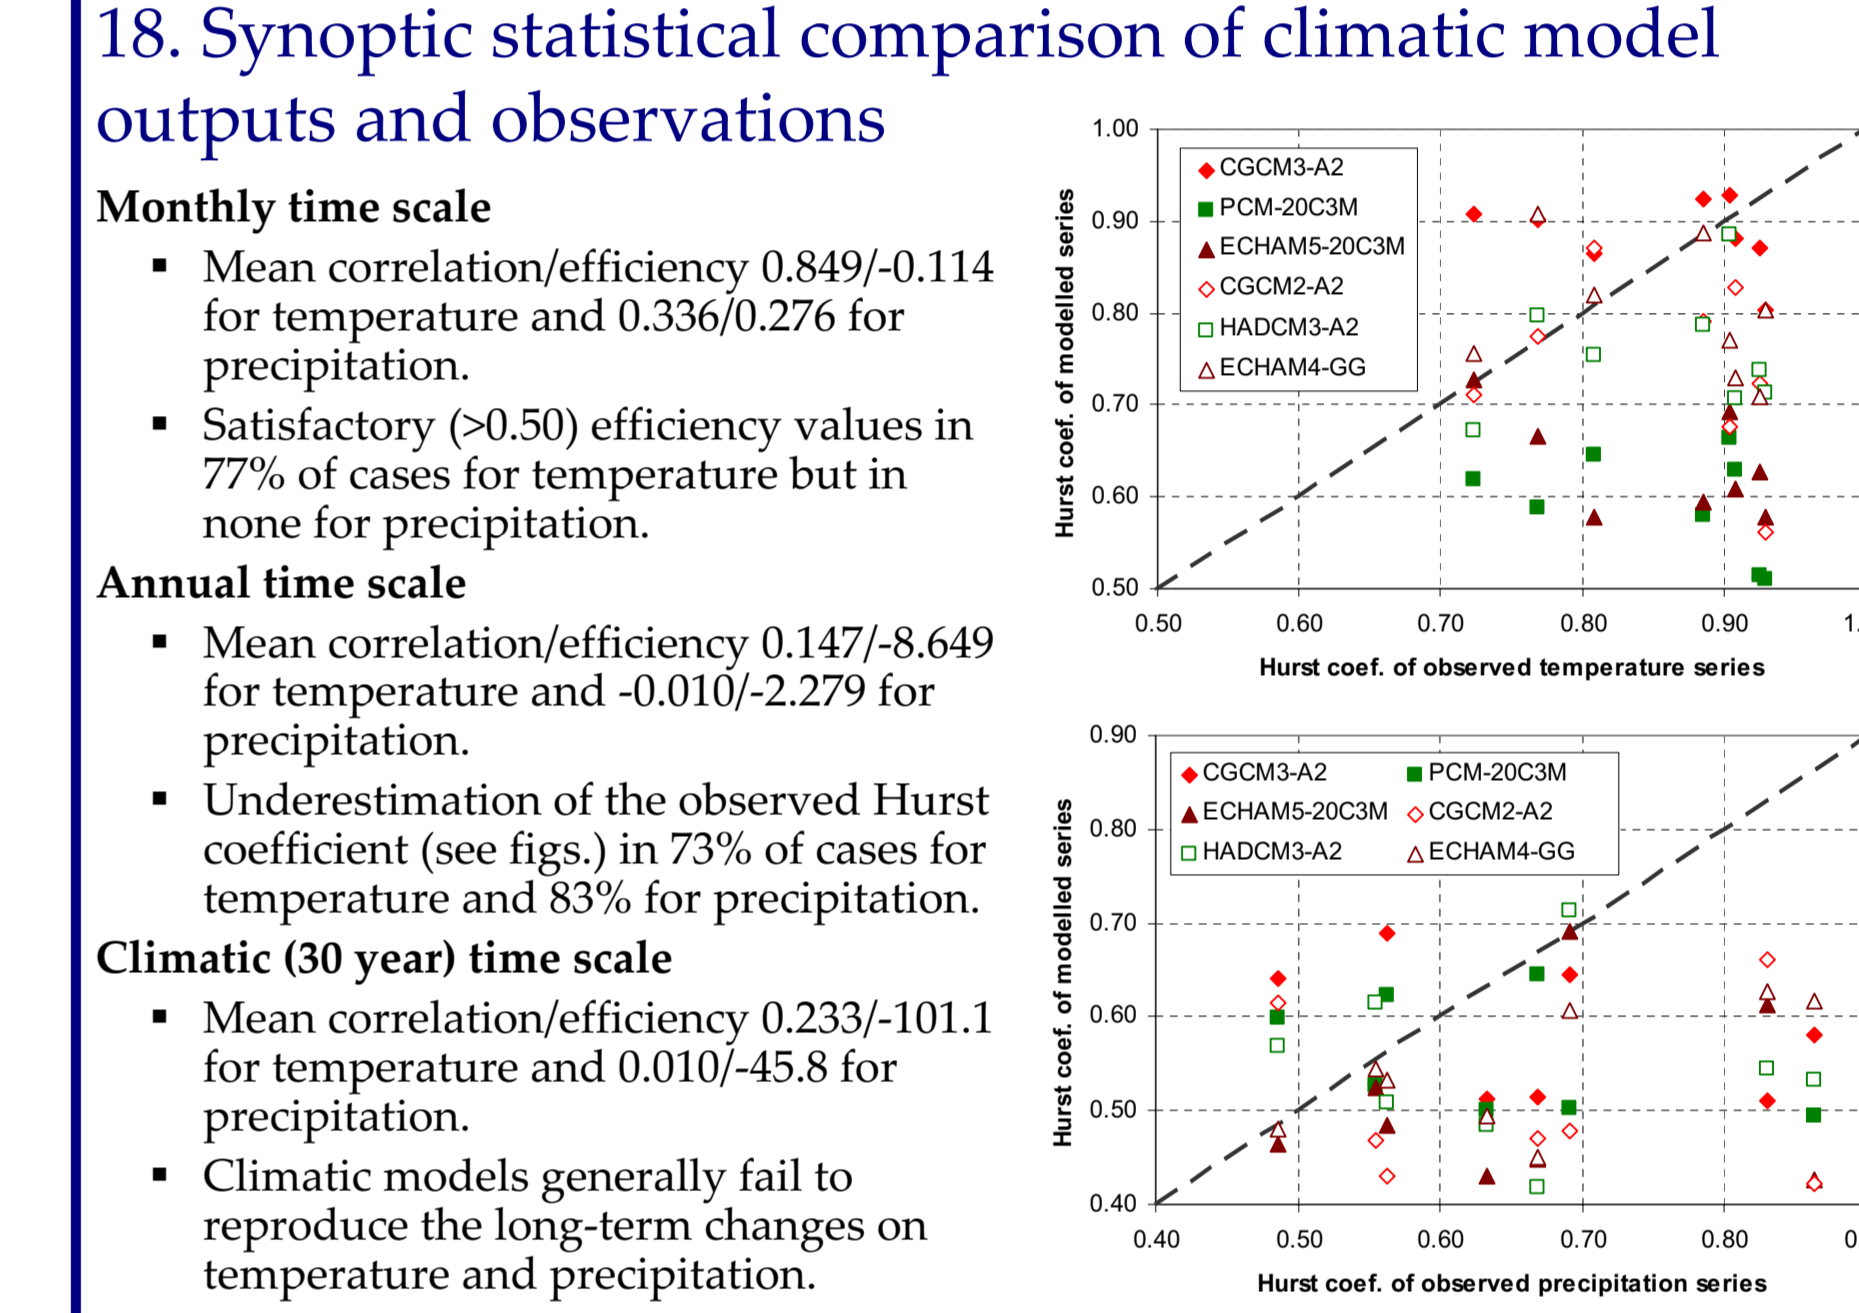 18. Synoptic statistical comparison of climatic model
outputs and observations
Monthly time scale
▪ Mean correlation/efficiency 0.849/-0.114
for temperature and 0.336/0.276 for
precipitation.
▪ Satisfactory (>0.50) efficiency values in
77% of cases for temperature but in
none for precipitation.
Annual time scale
▪ Mean correlation/efficiency 0.147/-8.649
for temperature and -0.010/-2.279 for
precipitation.
▪ Underestimation of the observed Hurst
coefficient (see figs.) in 73% of cases for
temperature and 83% for precipitation.
Climatic (30 year) time scale
▪ Mean correlation/efficiency 0.233/-101.1
for temperature and 0.010/-45.8 for
precipitation.
▪ Climatic models generally fail to
reproduce the long-term changes on
temperature and precipitation.
Hurst coef. of modelled series
1.00
0.90
0.80
0.70
0.60
0.50
CGCM3-A2
PCM-20C3M
ECHAM5-20C3M
CGCM2-A2
HADCM3-A2
ECHAM4-GG
0.50 0.60 0.70 0.80 0.90 1.
Hurst coef. of observed temperature series
Hurst coef. of modelled series
0.90
0.80
0.70
0.60
0.50
0.40
CGCM3-A2 PCM-20C3M
ECHAM5-20C3M CGCM2-A2
HADCM3-A2 ECHAM4-GG
0.40 0.50 0.60 0.70 0.80 0
Hurst coef. of observed precipitation series